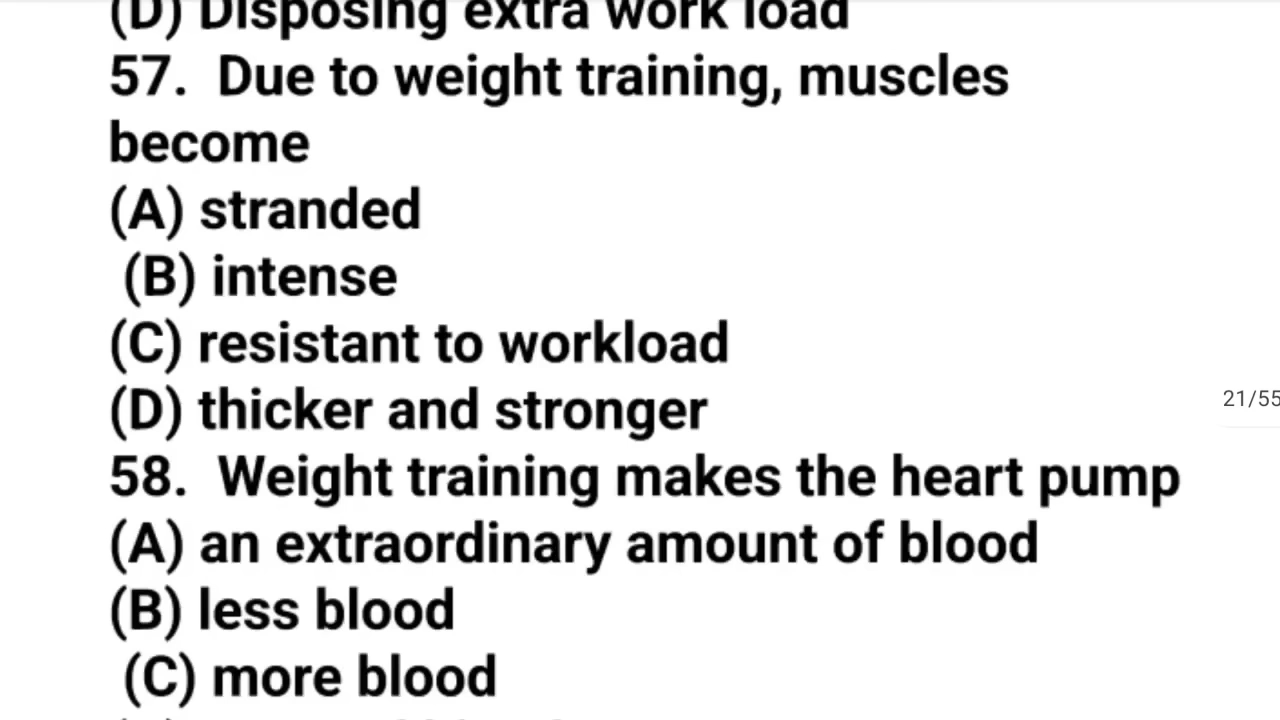 (D) Disposing extra work load
57. Due to weight training, muscles
become
(A) stranded
(B) intense
(C) resistant to workload
(D) thicker and stronger
21/55
58. Weight training makes the heart pump
(A) an extraordinary amount of blood
(B) less blood
(C) more blood